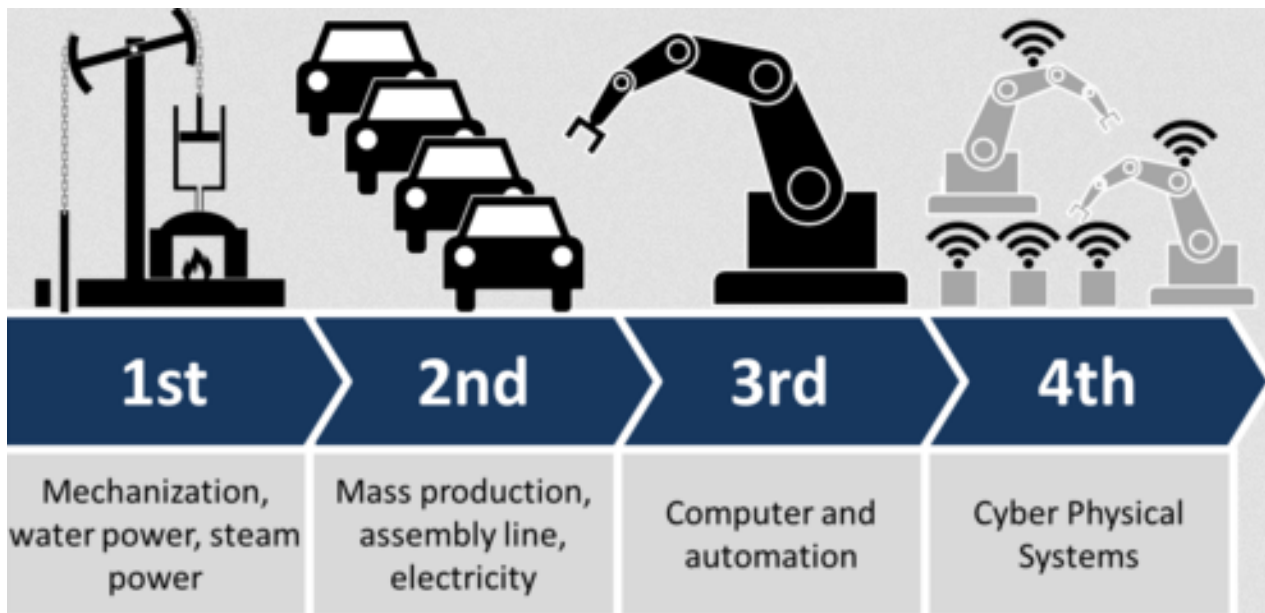 1st
2nd
3rd
4th
Mechanization,
water power, steam
power
Mass production,
assembly line,
electricity
Computer and
automation
Cyber Physical
Systems